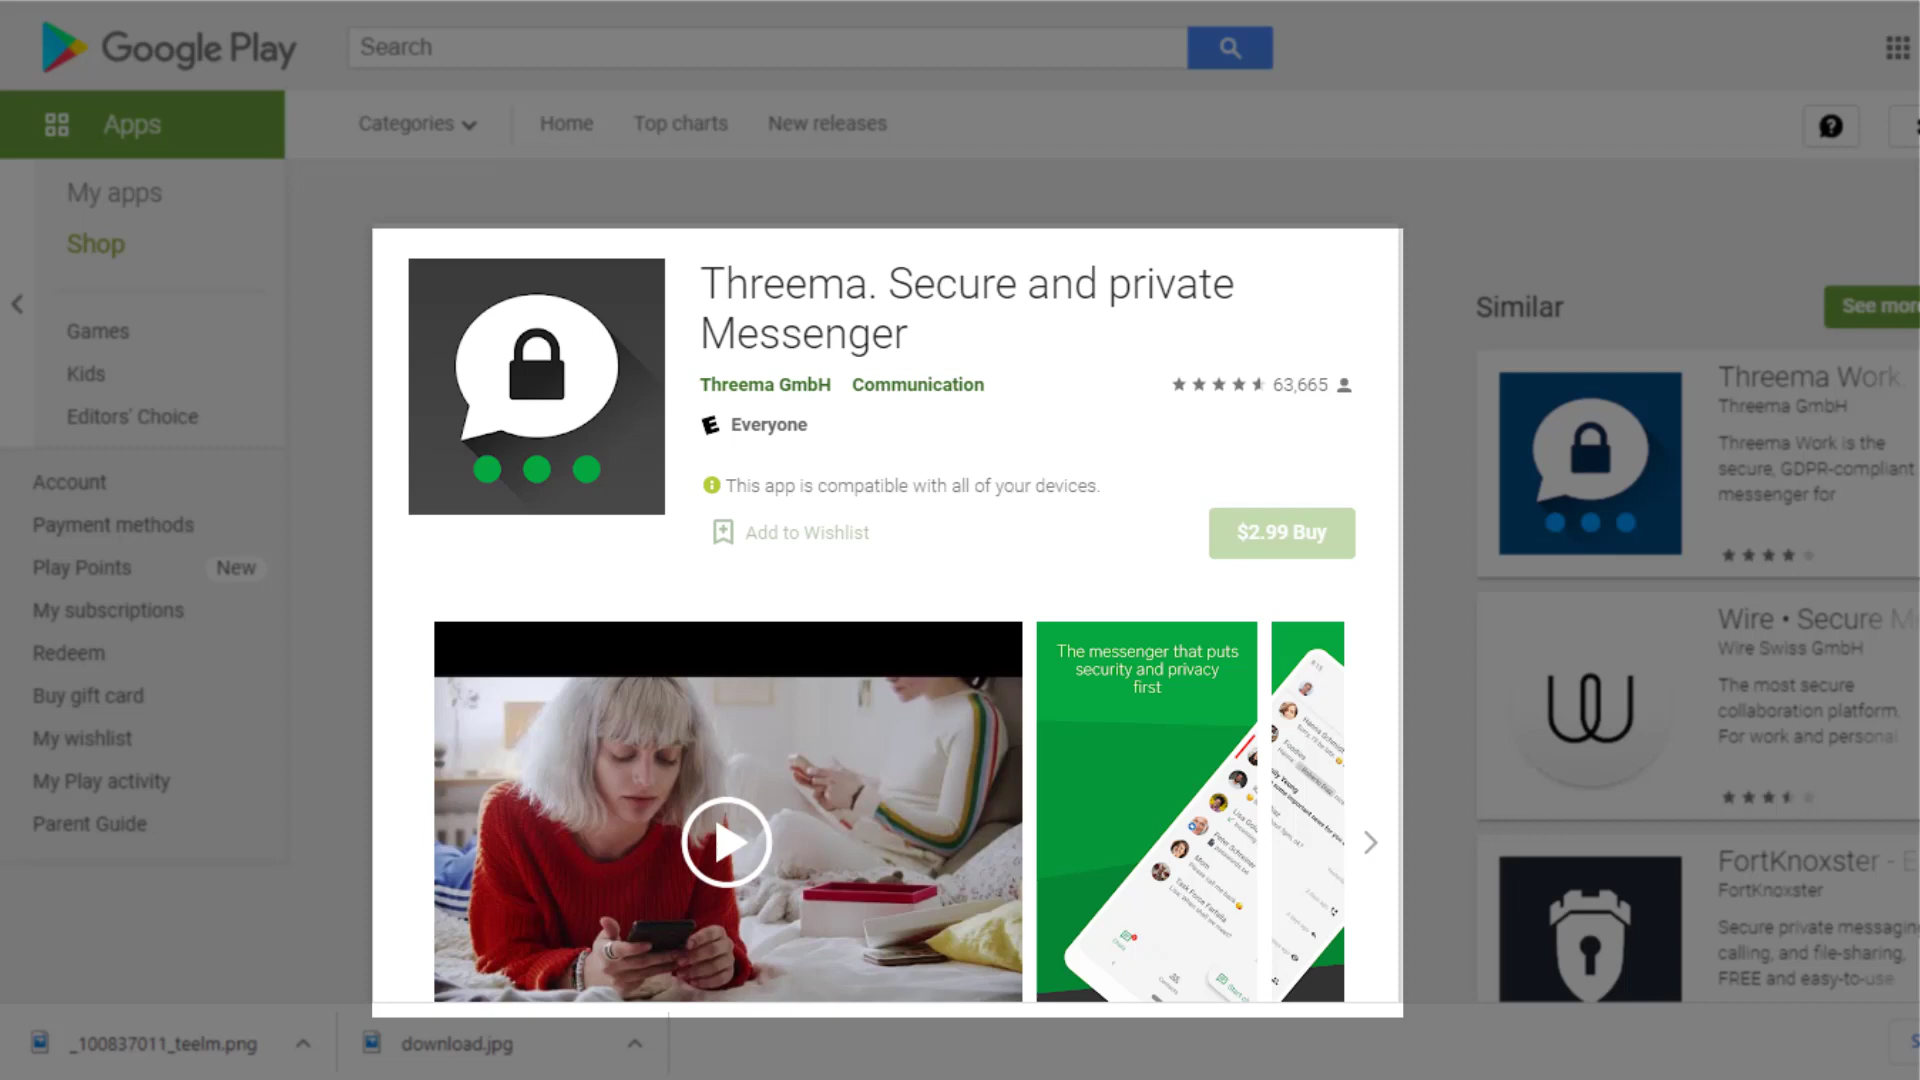 Google Play
Search
Apps
Categories
Home
Top charts
New releases
My apps
Shop
Games
Kids
Editors' Choice
Account
Payment methods
Play Points
New
My subscriptions
Redeem
Buy gift card
My wishlist
My Play activity
Parent Guide
Threema. Secure and private
Messenger
Threema GmbH
Communication
63,665
E
Everyone
This app is compatible with all of your devices.
Add to Wishlist
$2.99 Buy
The messenger that puts
security and privacy
first
Similar
See more
Threema Work.
Threema GmbH
Threema Work is the
secure, GDPR-compliant
messenger for
Wire • Secure M
Wire Swiss GmbH
The most secure
collaboration platform.
For work and personal
FortKnoxster - E
FortKnoxster
Secure private messaging
calling, and file-sharing,
FREE and easy-to-use
_100837011_teelm.png
download.jpg